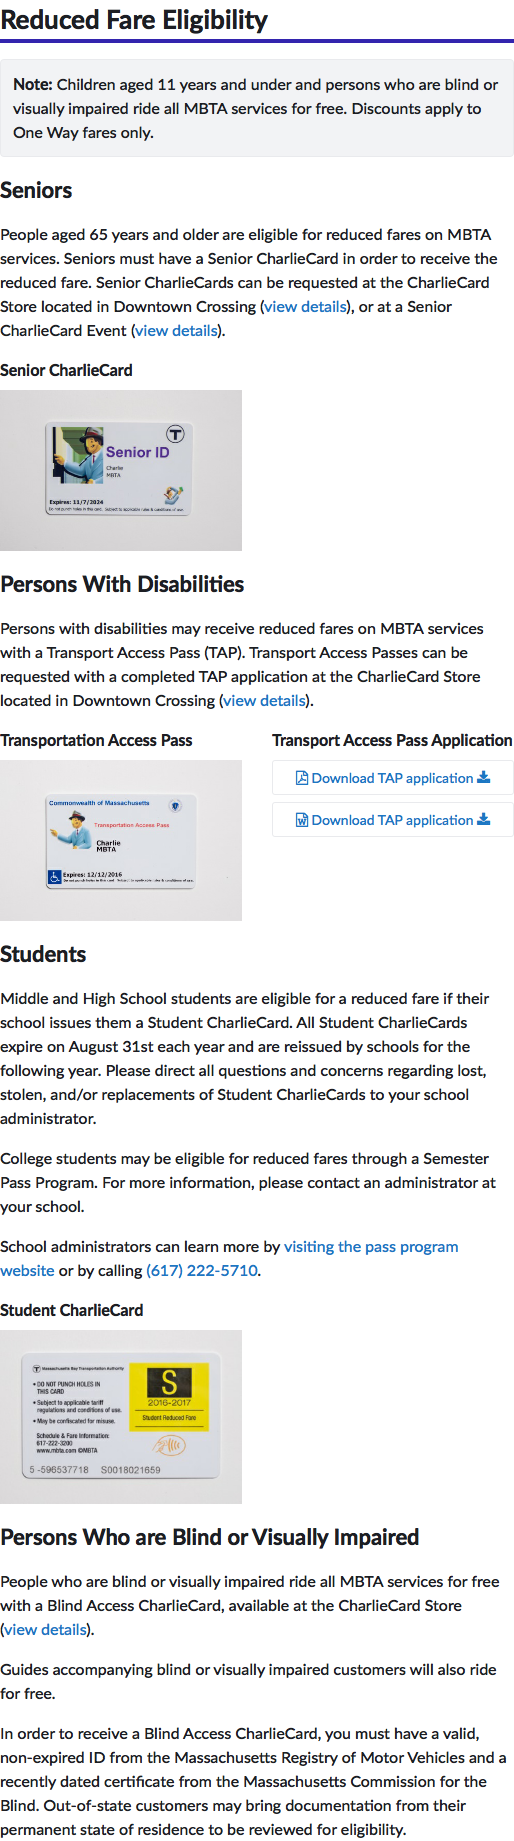 Reduced Fare Eligibility
Note: Children aged 11 years and under and persons who are blind or
visually impaired ride all MBTA services for free. Discounts apply to
One Way fares only.
Seniors
People aged 65 years and older are eligible for reduced fares on MBTA
services. Seniors must have a Senior CharlieCard in order to receive the
reduced fare. Senior CharlieCards can be requested at the CharlieCard
Store located in Downtown Crossing (view details), or at a Senior
CharlieCard Event (view details).
Senior CharlieCard
T
Senior ID
Charlie
MBTA
Expires: 11/7/2024
Do not punch holes in this card. Subject to applicable rules & conditions of use.
Persons With Disabilities
Persons with disabilities may receive reduced fares on MBTA services
with a Transport Access Pass (TAP). Transport Access Passes can be
requested with a completed TAP application at the CharlieCard Store
located in Downtown Crossing (view details).
Transportation Access Pass
Commonwealth of Massachusetts
Transportation Access Pass
Charlie
MBTA
Expires: 12/12/2016
Do not punch holes in this card. Subject to applicable rules & conditions of use.
Transport Access Pass Application
Download TAP application
Download TAP application
Students
Middle and High School students are eligible for a reduced fare if their
school issues them a Student CharlieCard. All Student CharlieCards
expire on August 31st each year and are reissued by schools for the
following year. Please direct all questions and concerns regarding lost,
stolen, and/or replacements of Student CharlieCards to your school
administrator.
College students may be eligible for reduced fares through a Semester
Pass Program. For more information, please contact an administrator at
your school.
School administrators can learn more by visiting the pass program
website or by calling (617) 222-5710.
Student CharlieCard
T Massachusetts Bay Transportation Authority
• DO NOT PUNCH HOLES IN
THIS CARD
• Subject to applicable tariff
regulations and conditions of use.
• May be confiscated for misuse.
Schedule & Fare Information:
617-222-3200
www.mbta.com ©MBTA
5 -596537718 S0018021659
S
2016-2017
Student Reduced Fare
Persons Who are Blind or Visually Impaired
People who are blind or visually impaired ride all MBTA services for free
with a Blind Access CharlieCard, available at the CharlieCard Store
(view details).
Guides accompanying blind or visually impaired customers will also ride
for free.
In order to receive a Blind Access CharlieCard, you must have a valid,
non-expired ID from the Massachusetts Registry of Motor Vehicles and a
recently dated certificate from the Massachusetts Commission for the
Blind. Out-of-state customers may bring documentation from their
permanent state of residence to be reviewed for eligibility.